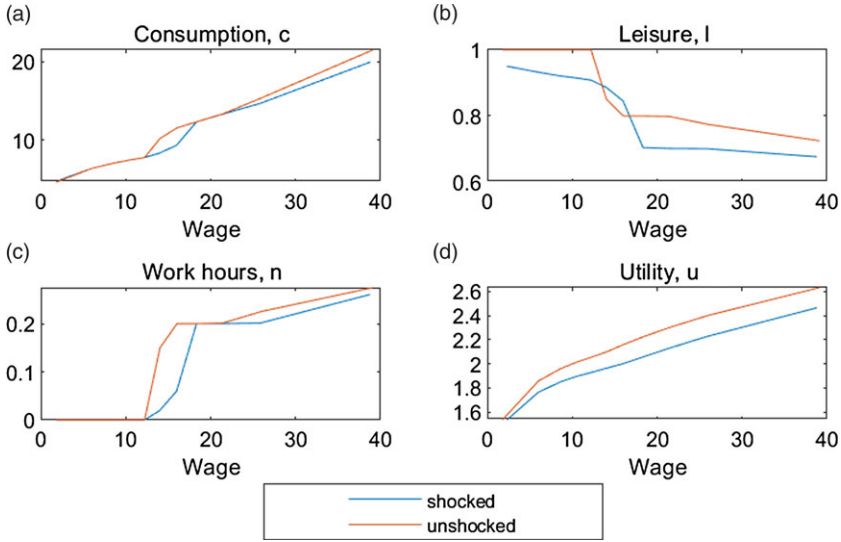 (a)
Consumption, c
20
10
0 10 20 30 40
Wage
(b)
Leisure, l
1
0.8
0.6
0 10 20 30 40
Wage
(c)
Work hours, n
0.2
0.1
0
0 10 20 30 40
Wage
(d)
Utility, u
2.6
2.4
2.2
2
1.8
1.6
0 10 20 30 40
Wage
shocked
unshocked